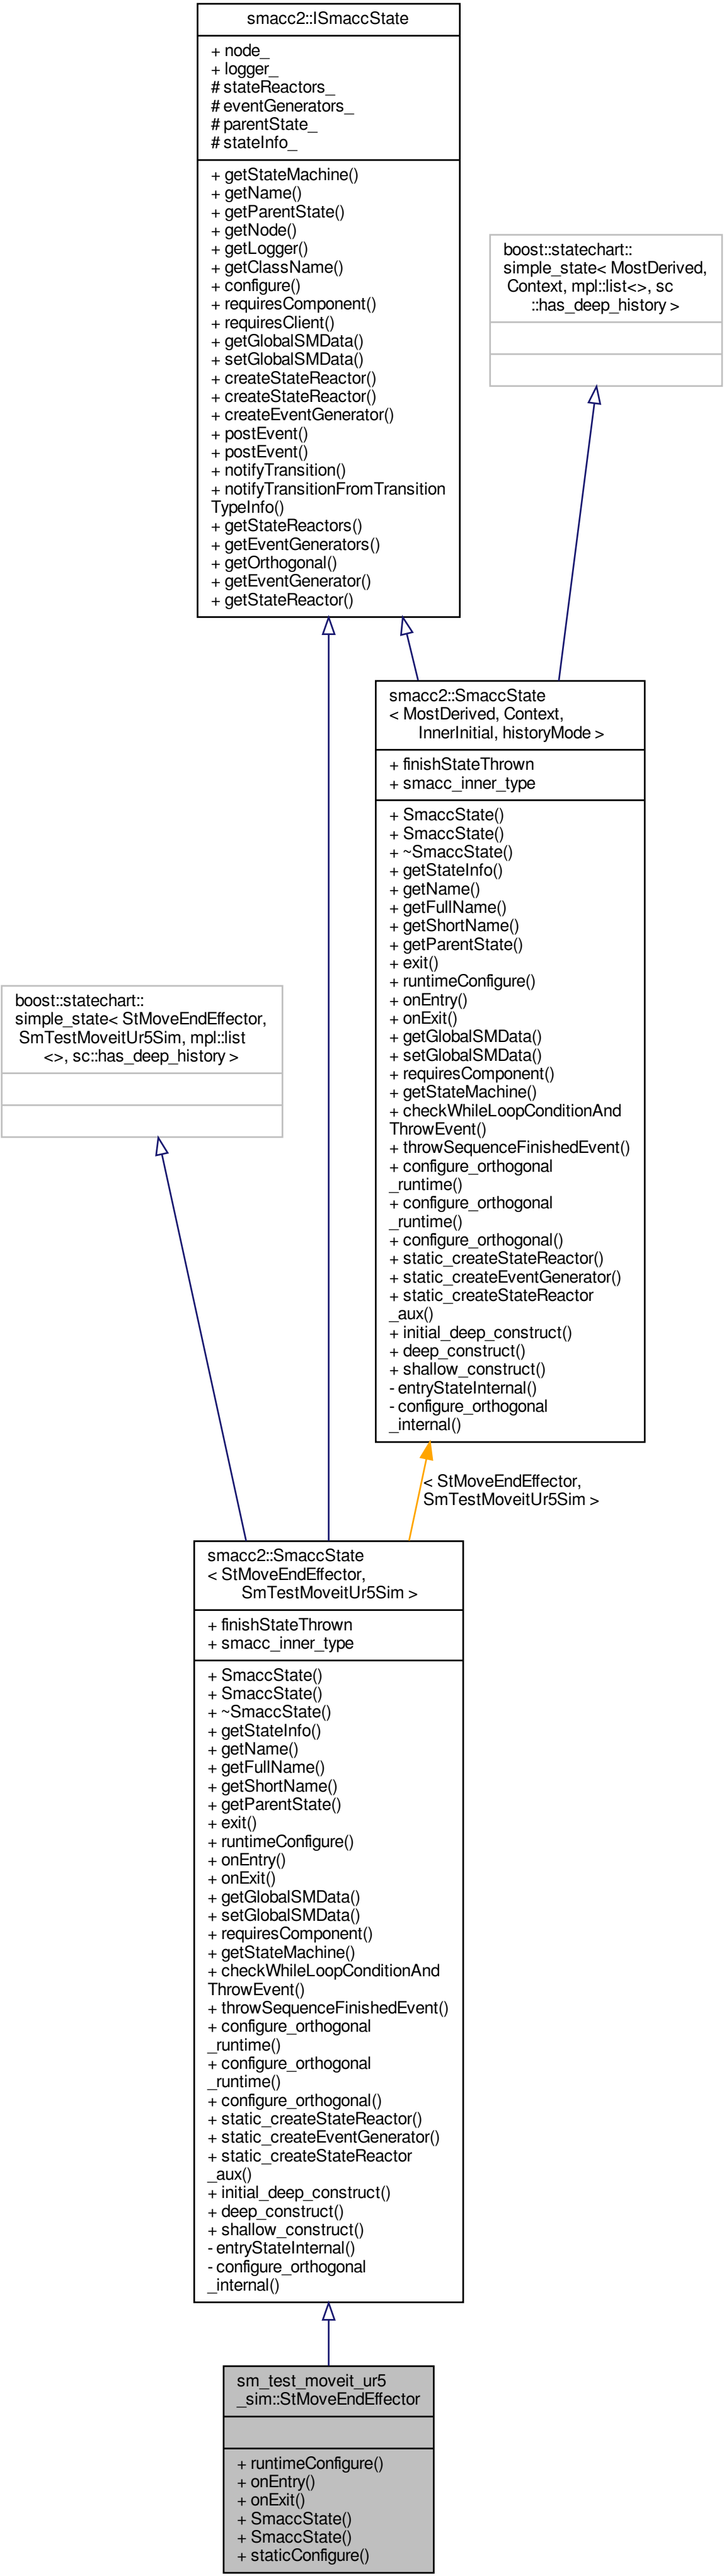 smacc2::ISmaccState
+ node_
+ logger_
# stateReactors_
# eventGenerators_
# parentState_
# stateInfo_
+ getStateMachine()
+ getName()
+ getParentState()
+ getNode()
+ getLogger()
+ getClassName()
+ configure()
+ requiresComponent()
+ requiresClient()
+ getGlobalSMData()
+ setGlobalSMData()
+ createStateReactor()
+ createStateReactor()
+ createEventGenerator()
+ postEvent()
+ postEvent()
+ notifyTransition()
+ notifyTransitionFromTransition
TypeInfo()
+ getStateReactors()
+ getEventGenerators()
+ getOrthogonal()
+ getEventGenerator()
+ getStateReactor()
boost::statechart::
simple_state< MostDerived,
Context, mpl::list<>, sc
::has_deep_history >
smacc2::SmaccState
< MostDerived, Context,
InnerInitial, historyMode >
+ finishStateThrown
+ smacc_inner_type
+ SmaccState()
+ SmaccState()
+ ~SmaccState()
+ getStateInfo()
+ getName()
+ getFullName()
+ getShortName()
+ getParentState()
+ exit()
+ runtimeConfigure()
+ onEntry()
+ onExit()
+ getGlobalSMData()
+ setGlobalSMData()
+ requiresComponent()
+ getStateMachine()
+ checkWhileLoopConditionAnd
ThrowEvent()
+ throwSequenceFinishedEvent()
+ configure_orthogonal
_runtime()
+ configure_orthogonal
_runtime()
+ configure_orthogonal()
+ static_createStateReactor()
+ static_createEventGenerator()
+ static_createStateReactor
_aux()
+ initial_deep_construct()
+ deep_construct()
+ shallow_construct()
- entryStateInternal()
- configure_orthogonal
_internal()
boost::statechart::
simple_state< StMoveEndEffector,
SmTestMoveitUr5Sim, mpl::list
<>, sc::has_deep_history >
< StMoveEndEffector,
SmTestMoveitUr5Sim >
smacc2::SmaccState
< StMoveEndEffector,
SmTestMoveitUr5Sim >
+ finishStateThrown
+ smacc_inner_type
+ SmaccState()
+ SmaccState()
+ ~SmaccState()
+ getStateInfo()
+ getName()
+ getFullName()
+ getShortName()
+ getParentState()
+ exit()
+ runtimeConfigure()
+ onEntry()
+ onExit()
+ getGlobalSMData()
+ setGlobalSMData()
+ requiresComponent()
+ getStateMachine()
+ checkWhileLoopConditionAnd
ThrowEvent()
+ throwSequenceFinishedEvent()
+ configure_orthogonal
_runtime()
+ configure_orthogonal
_runtime()
+ configure_orthogonal()
+ static_createStateReactor()
+ static_createEventGenerator()
+ static_createStateReactor
_aux()
+ initial_deep_construct()
+ deep_construct()
+ shallow_construct()
- entryStateInternal()
- configure_orthogonal
_internal()
sm_test_moveit_ur5
_sim::StMoveEndEffector
+ runtimeConfigure()
+ onEntry()
+ onExit()
+ SmaccState()
+ SmaccState()
+ staticConfigure()